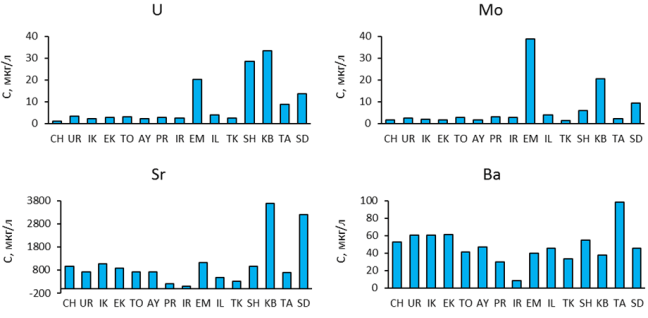 U
С, мкг/л
40
30
20
10
0
CH UR IK EK TO AY PR IR EM IL TK SH KB TA SD
Mo
С, мкг/л
40
30
20
10
0
CH UR IK EK TO AY PR IR EM IL TK SH KB TA SD
Sr
С, мкг/л
3800
2800
1800
800
-200
CH UR IK EK TO AY PR IR EM IL TK SH KB TA SD
Ba
С, мкг/л
100
80
60
40
20
0
CH UR IK EK TO AY PR IR EM IL TK SH KB TA SD